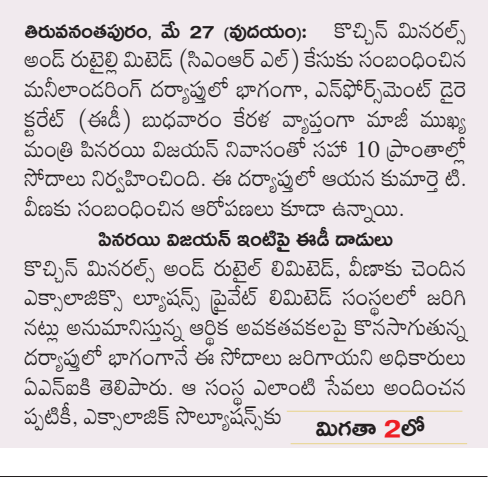 తిరువనంతపురం, మే 27 (వుదయం): కొచ్చిన్ మినరల్స్
అండ్ రుటైల్లి మిటెడ్ (సిఎంఆర్ ఎల్) కేసుకు సంబంధించిన
మనీలాండరింగ్ దర్యాప్తులో భాగంగా, ఎన్‌ఫోర్స్‌మెంట్ డైరె
క్టరేట్ (ఈడీ) బుధవారం కేరళ వ్యాప్తంగా మాజీ ముఖ్య
మంత్రి పినరయి విజయన్ నివాసంతో సహా 10 ప్రాంతాల్లో
సోదాలు నిర్వహించింది. ఈ దర్యాప్తులో ఆయన కుమార్తె టి.
వీణకు సంబంధించిన ఆరోపణలు కూడా ఉన్నాయి.
పినరయి విజయన్ ఇంటిపై ఈడీ దాడులు
కొచ్చిన్ మినరల్స్ అండ్ రుటైల్ లిమిటెడ్, వీణాకు చెందిన
ఎక్సాలాజిక్సొ ల్యూషన్స్ ప్రైవేట్ లిమిటెడ్ సంస్థలలో జరిగి
నట్లు అనుమానిస్తున్న ఆర్థిక అవకతవకలపై కొనసాగుతున్న
దర్యాప్తులో భాగంగానే ఈ సోదాలు జరిగాయని అధికారులు
ఏఎన్ఐకి తెలిపారు. ఆ సంస్థ ఎలాంటి సేవలు అందించన
ప్పటికీ, ఎక్సాలాజిక్ సొల్యూషన్స్‌కు
మిగతా 2లో